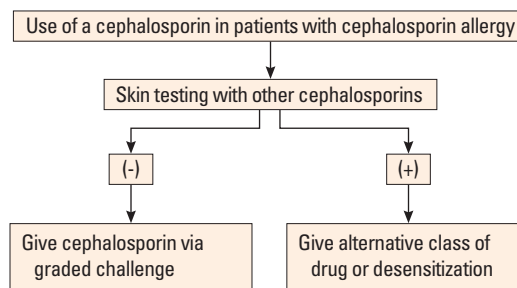 Use of a cephalosporin in patients with cephalosporin allergy
Skin testing with other cephalosporins
(-)
(+)
Give cephalosporin via
graded challenge
Give alternative class of
drug or desensitization